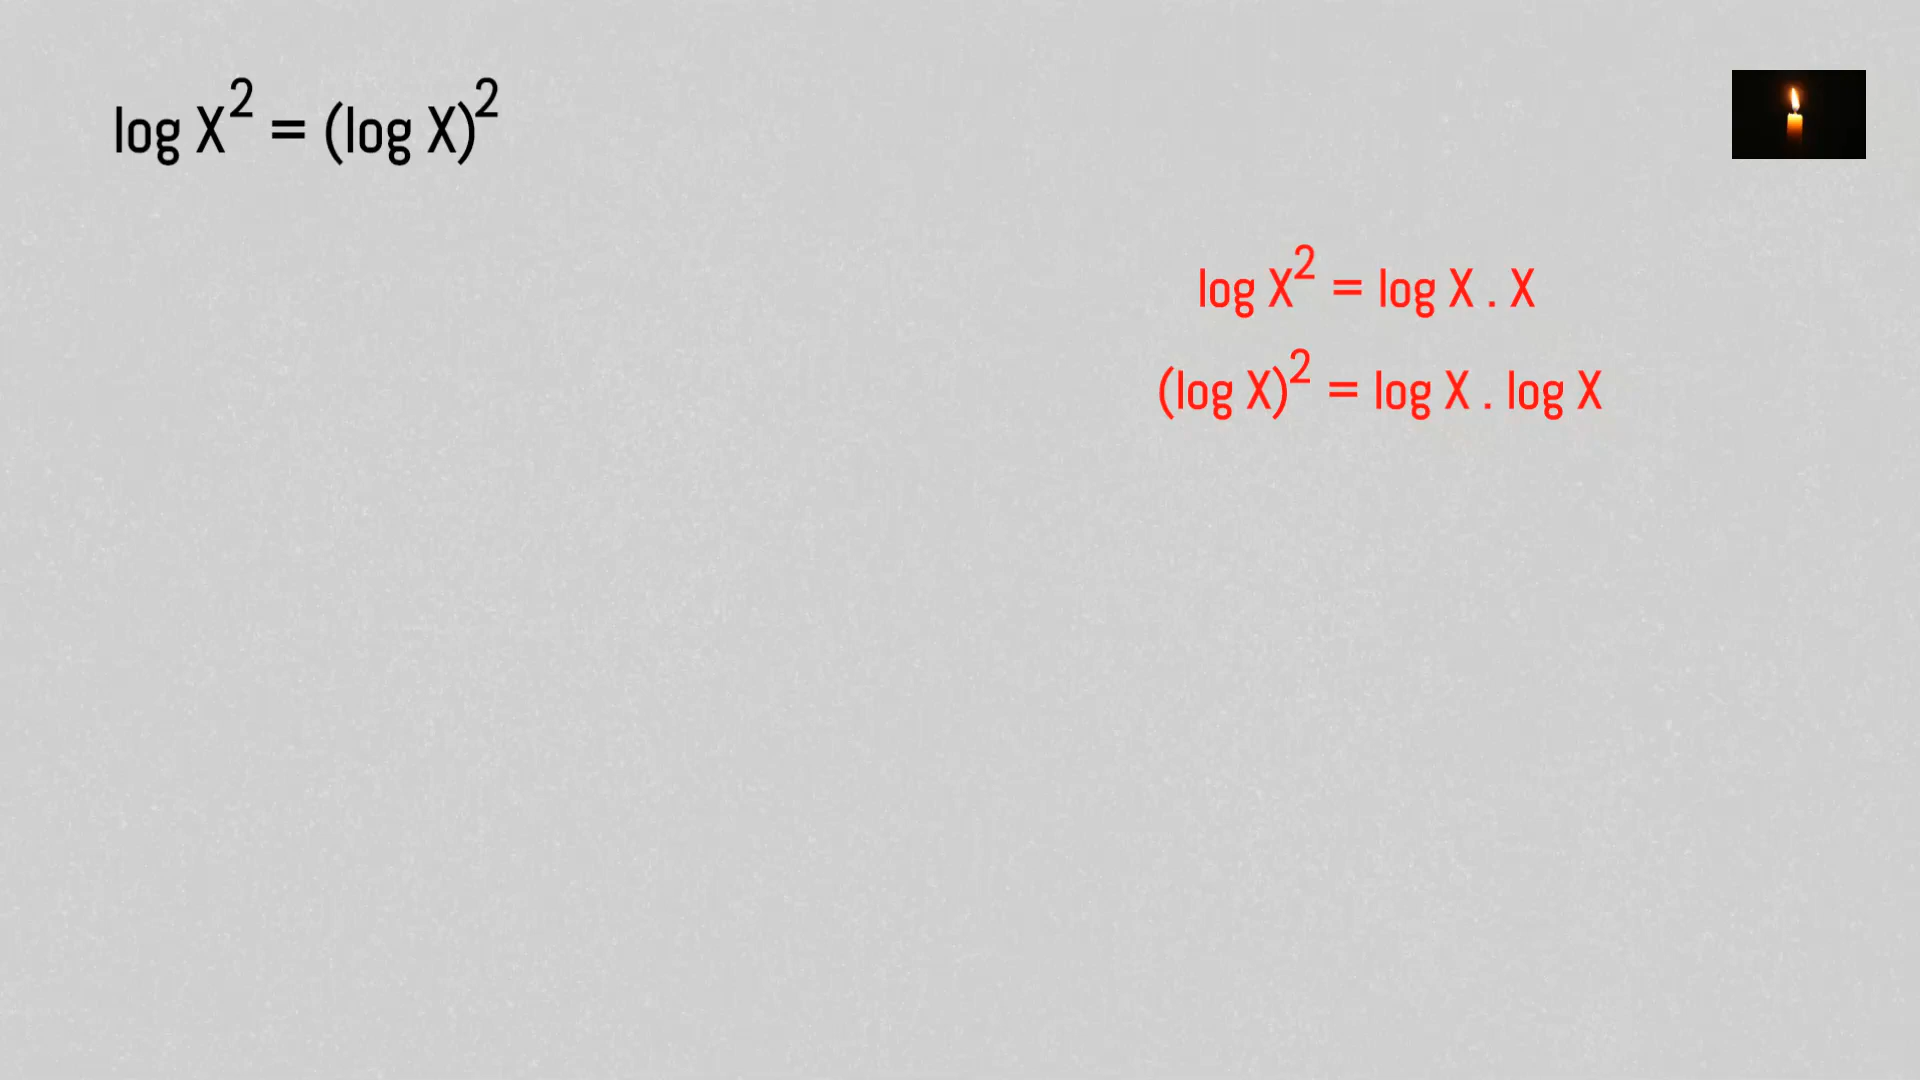 log X² = (log X)²
log X² = log X . X
(log X)² = log X . log X